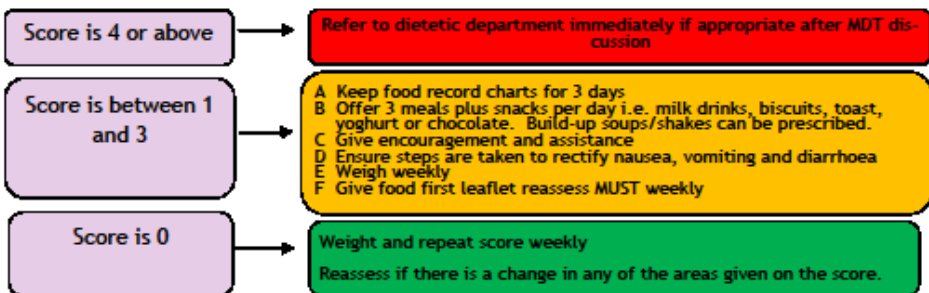 Score is 4 or above
Refer to dietetic department immediately if appropriate after MDT dis-
cussion
Score is between 1
and 3
A Keep food record charts for 3 days
B Offer 3 meals plus snacks per day i.e. milk drinks, biscuits, toast,
yoghurt or chocolate. Build-up soups/shakes can be prescribed.
C Give encouragement and assistance
D Ensure steps are taken to rectify nausea, vomiting and diarrhoea
E Weigh weekly
F Give food first leaflet reassess MUST weekly
Score is 0
Weight and repeat score weekly
Reassess if there is a change in any of the areas given on the score.